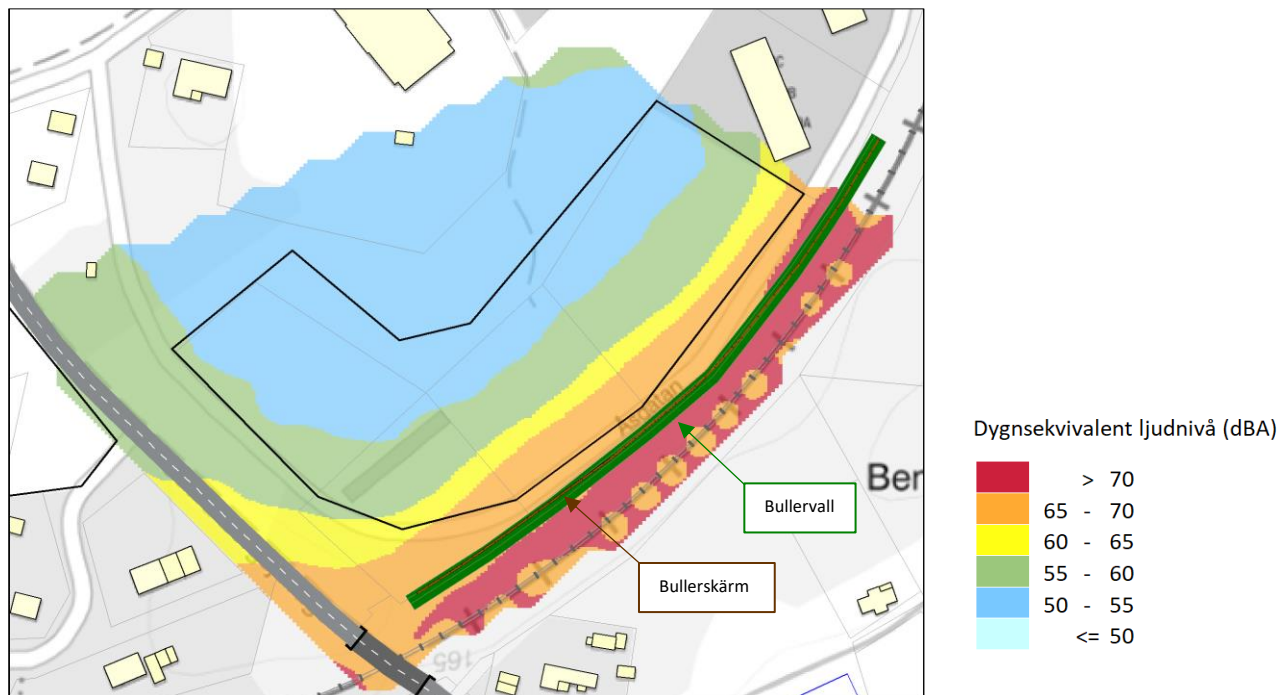 C
B
Åsgatan
Ber
Bullervall
Bullerskärm
165
Dygnsekvivalent ljudnivå (dBA)
> 70
65 - 70
60 - 65
55 - 60
50 - 55
<= 50